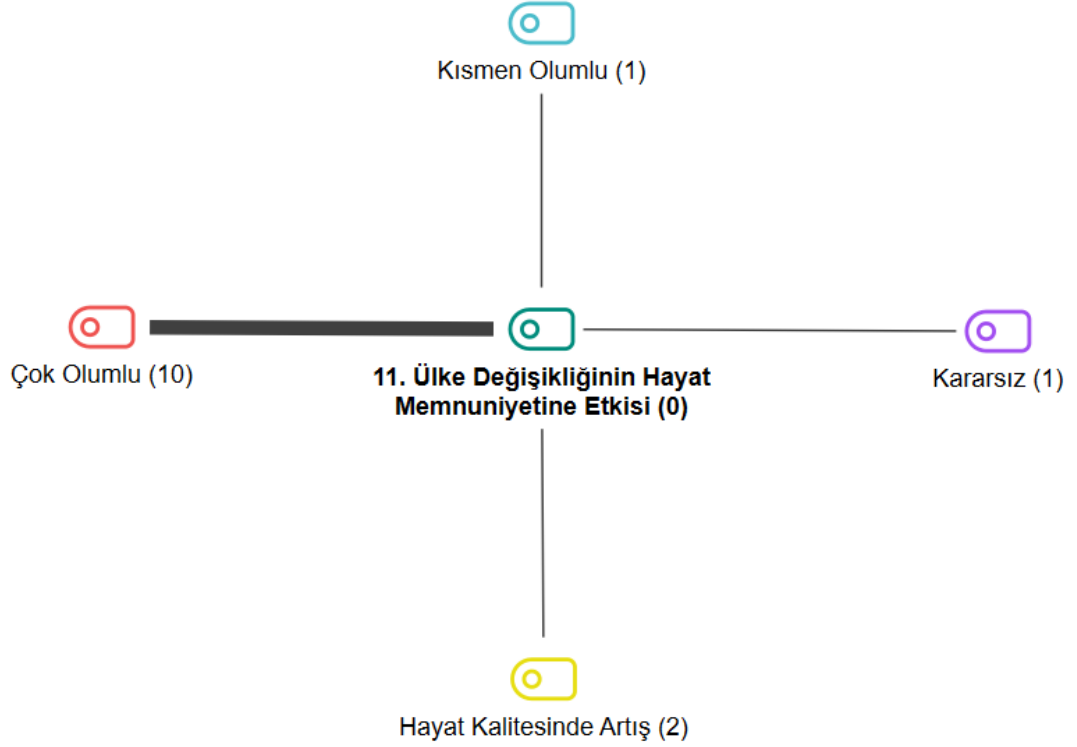 Kısmen Olumlu (1)
Çok Olumlu (10)
11. Ülke Değişikliğinin Hayat
Memnuniyetine Etkisi (0)
Kararsız (1)
Hayat Kalitesinde Artış (2)